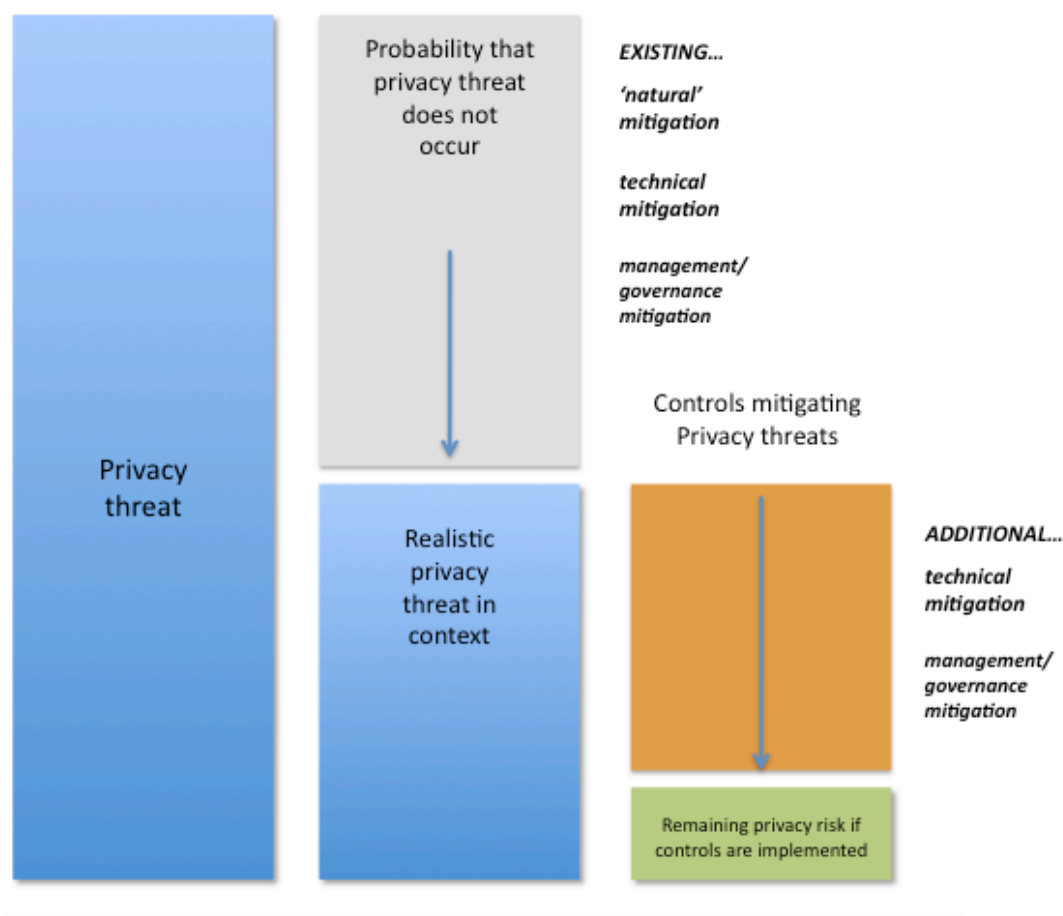 Privacy
threat
Probability that
privacy threat
does not
occur
EXISTING...
‘natural’
mitigation
technical
mitigation
management/
governance
mitigation
Controls mitigating
Privacy threats
Realistic
privacy
threat in
context
ADDITIONAL...
technical
mitigation
management/
governance
mitigation
Remaining privacy risk if
controls are implemented